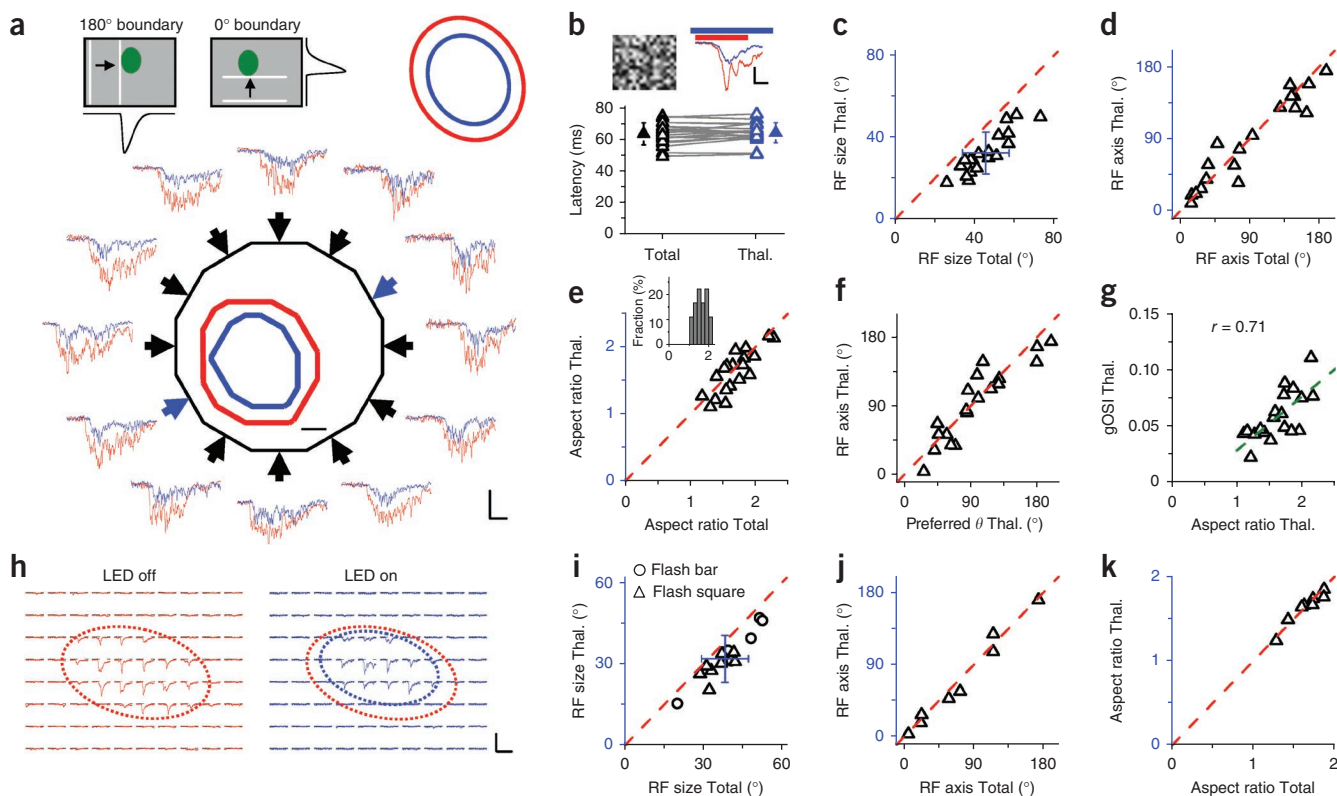 a
180° boundary
0° boundary
b
Latency (ms)
80
60
40
20
0
Total
Thal.
c
RF size Thal. (°)
80
40
0
0
40
80
RF size Total (°)
d
RF axis Thal. (°)
180
90
0
0
90
180
RF axis Total (°)
e
Fraction (%)
20
10
0
0
2
Aspect ratio Thal.
3
2
1
0
0
1
2
Aspect ratio Total
f
RF axis Thal. (°)
180
90
0
0
90
180
Preferred θ Thal. (°)
g
r = 0.71
gOSI Thal.
0.15
0.10
0.05
0
0
1
2
Aspect ratio Thal.
h
LED off
LED on
i
Flash bar
Flash square
RF size Thal. (°)
60
30
0
0
30
60
RF size Total (°)
j
RF axis Thal. (°)
180
90
0
0
90
180
RF axis Total (°)
k
Aspect ratio Thal.
2
1
0
0
1
2
Aspect ratio Total